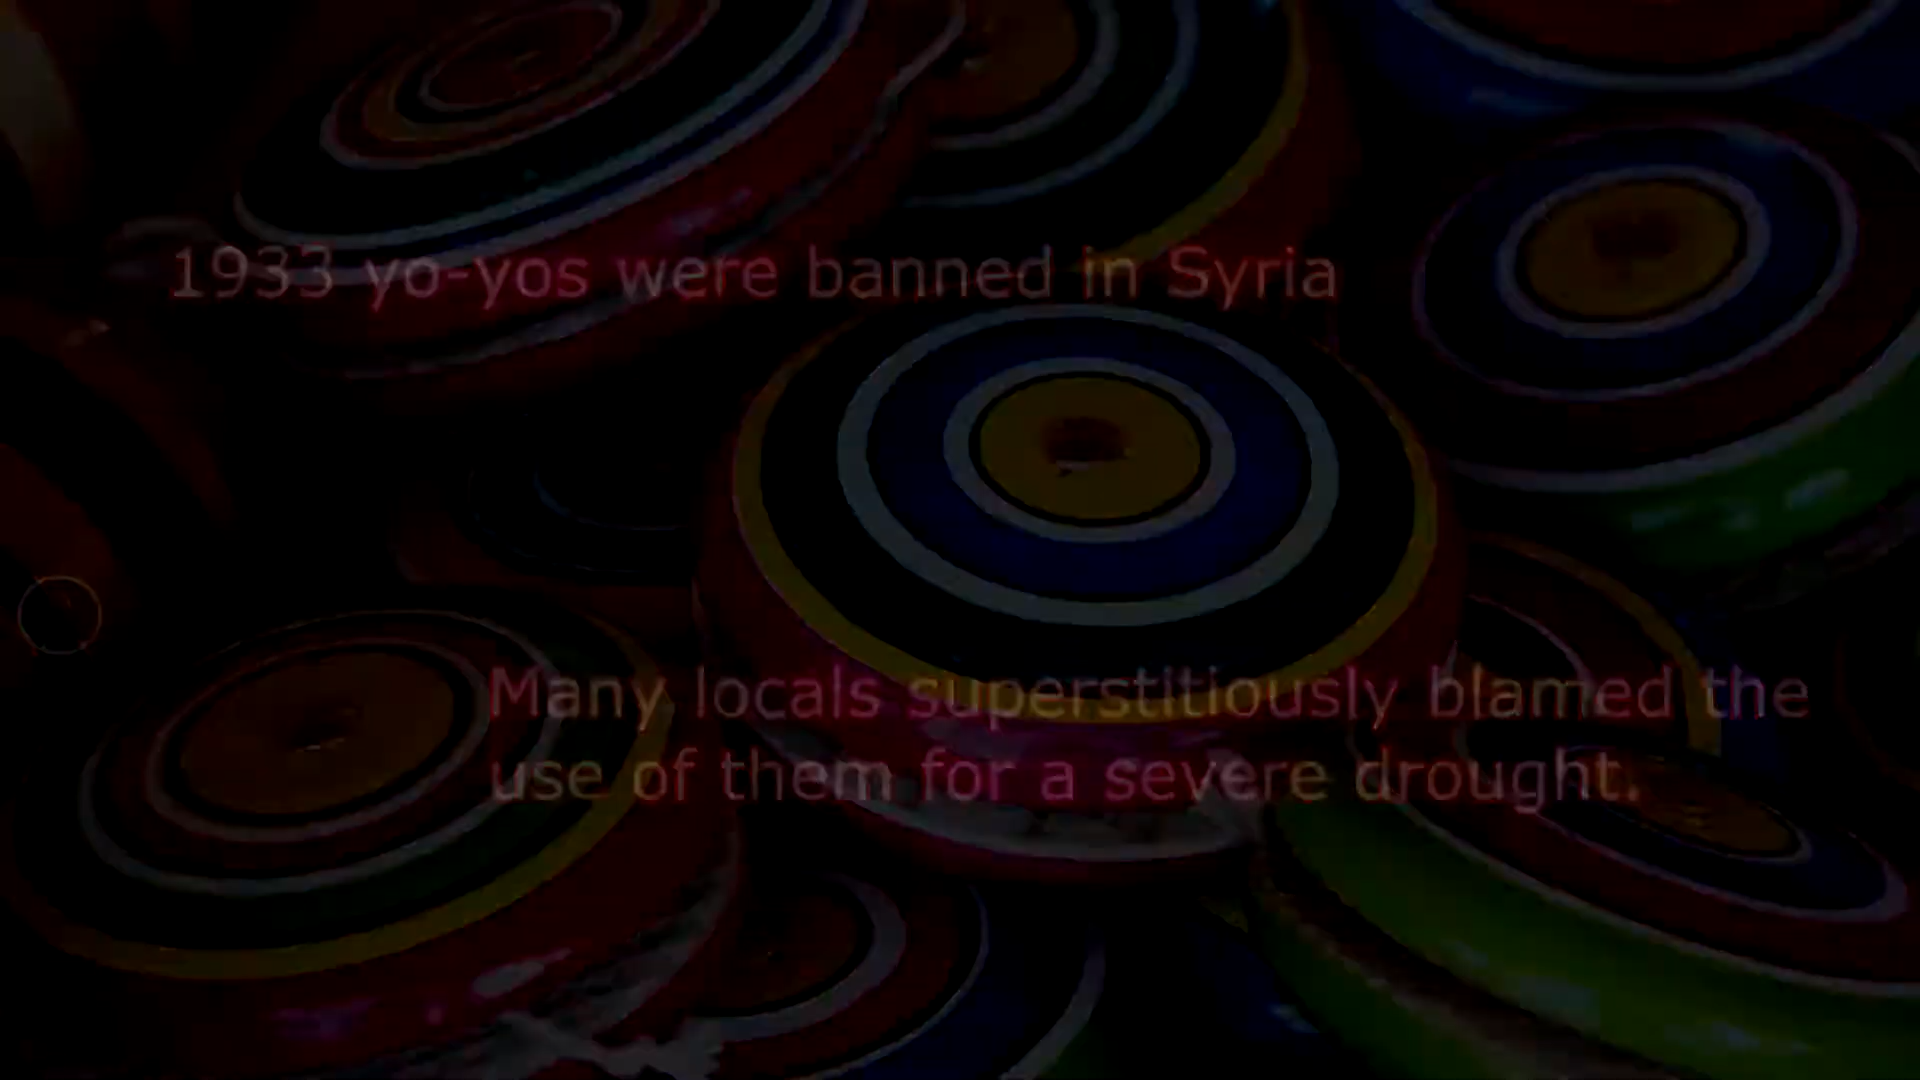 1933 yo-yos were banned in Syria
Many locals superstitiously blamed the
use of them for a severe drought.